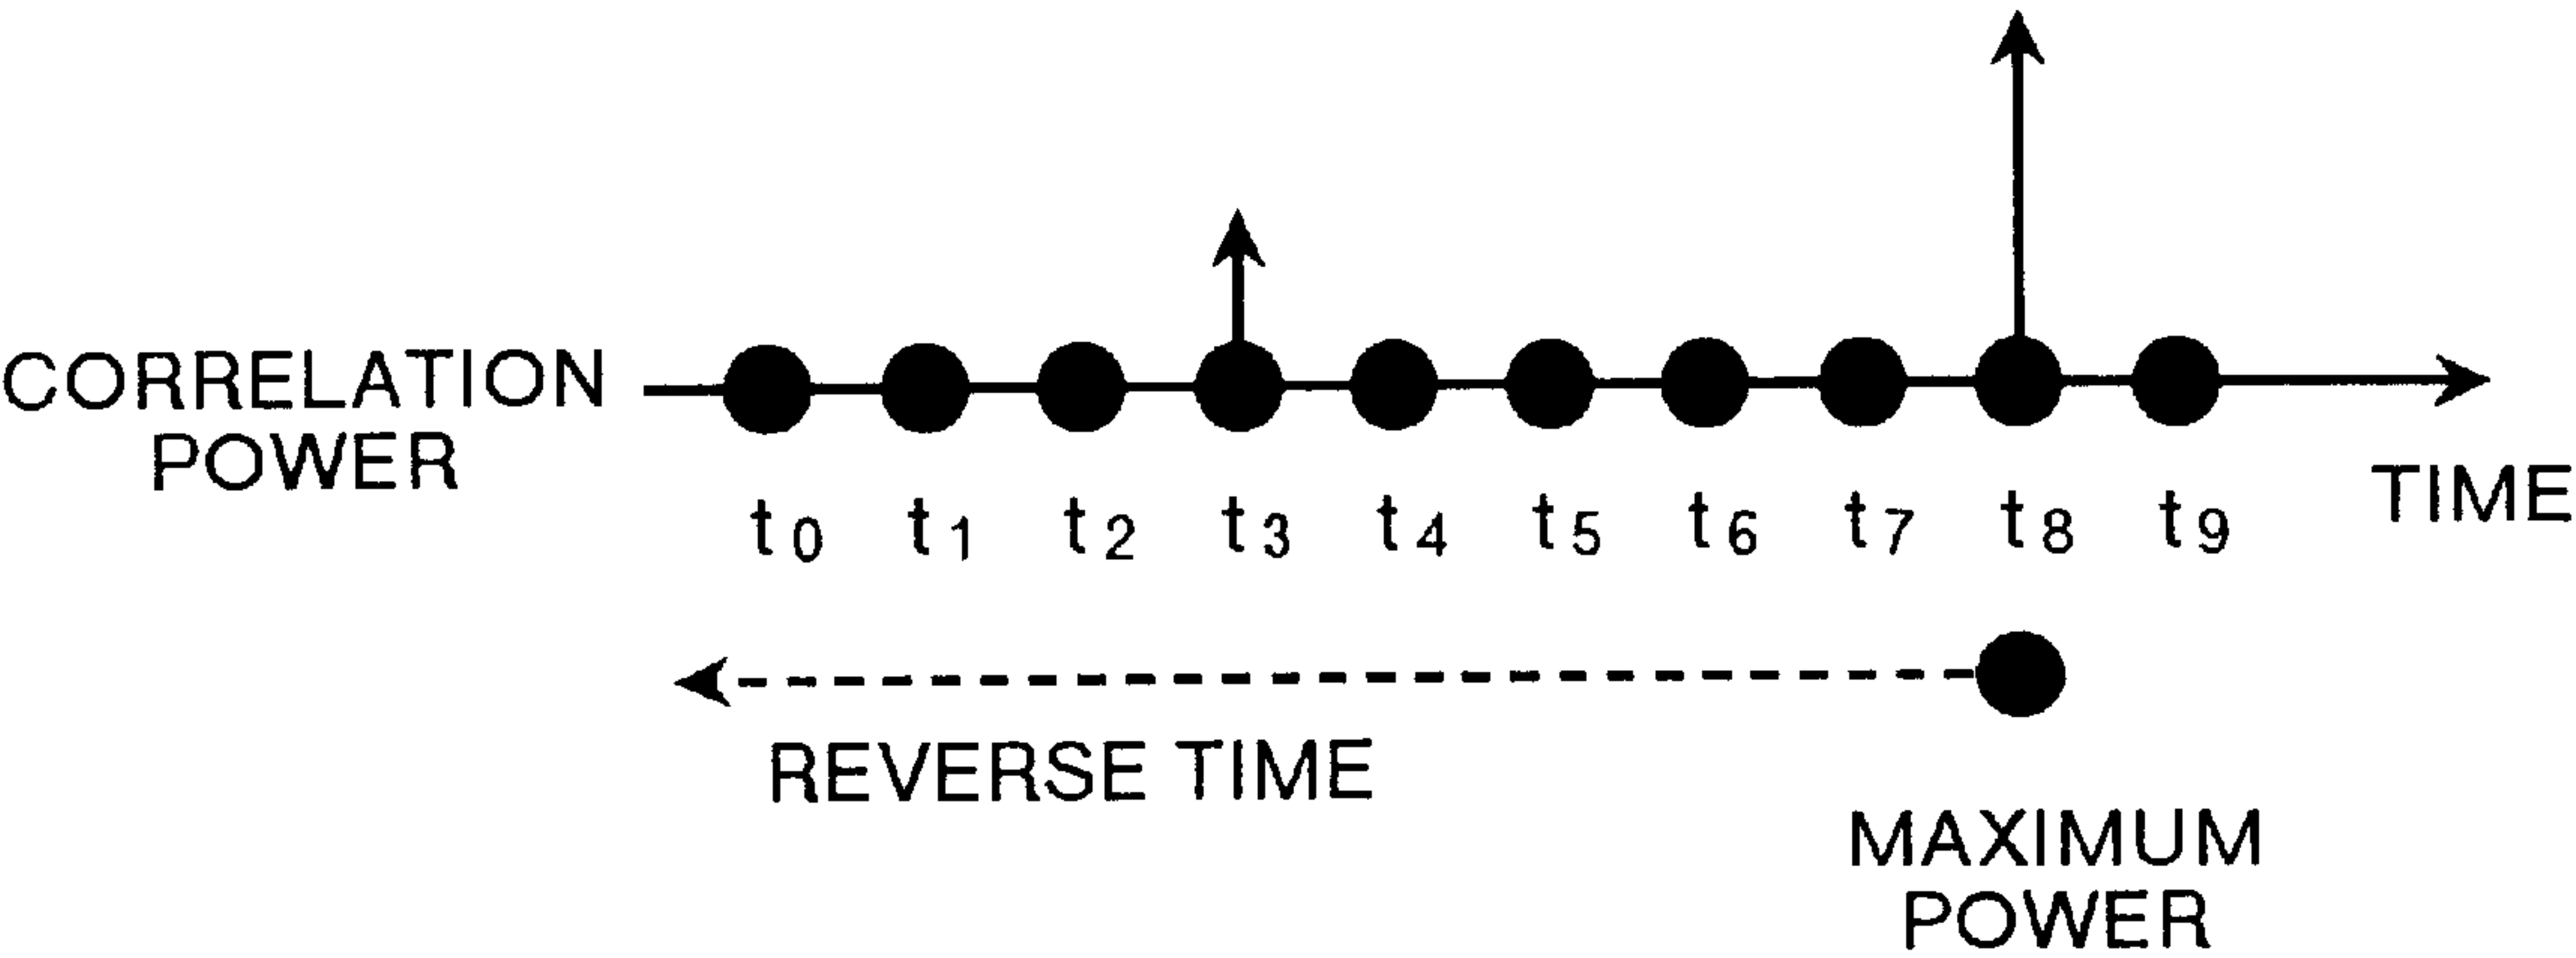 CORRELATION
POWER
t0 t1 t2 t3 t4 t5 t6 t7 t8 t9
TIME
REVERSE TIME
MAXIMUM
POWER